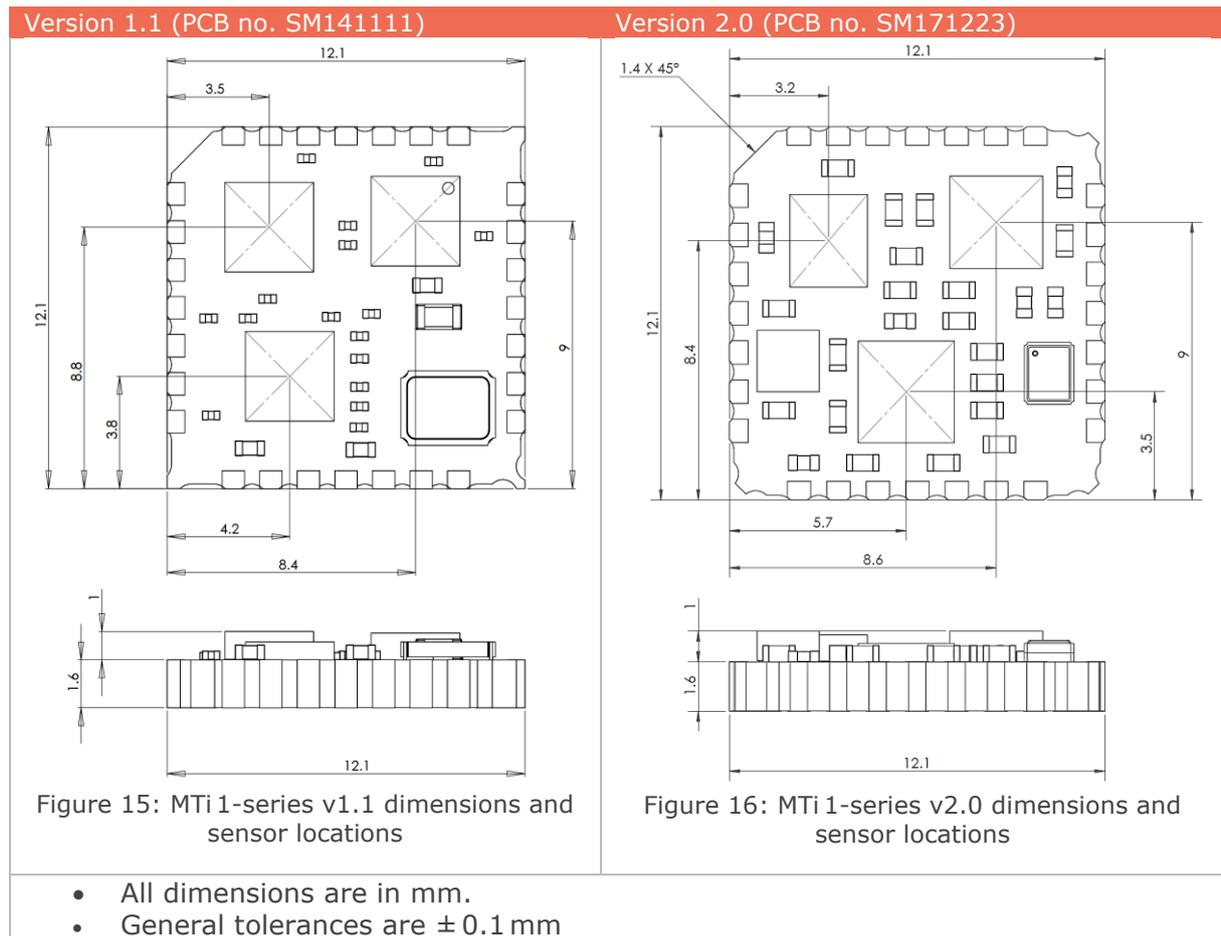 Version 1.1 (PCB no. SM141111)
Version 2.0 (PCB no. SM171223)
12.1
3.5
12.1
8.8
3.8
9
4.2
8.4
1
1.6
12.1
Figure 15: MTi 1-series v1.1 dimensions and
sensor locations
12.1
1.4 X 45°
3.2
12.1
8.4
9
3.5
5.7
8.6
1
1.6
12.1
Figure 16: MTi 1-series v2.0 dimensions and
sensor locations
• All dimensions are in mm.
• General tolerances are ± 0.1 mm